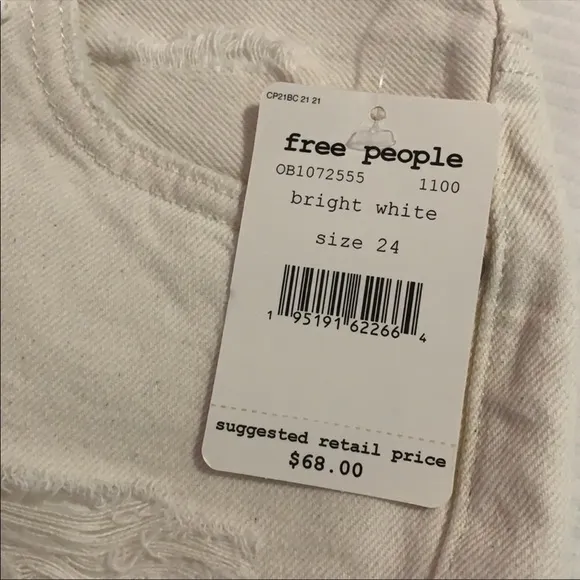 CP21BC 21 21
free people
OB1072555 1100
bright white
size 24
1 95191 62266 4
suggested retail price
$68.00